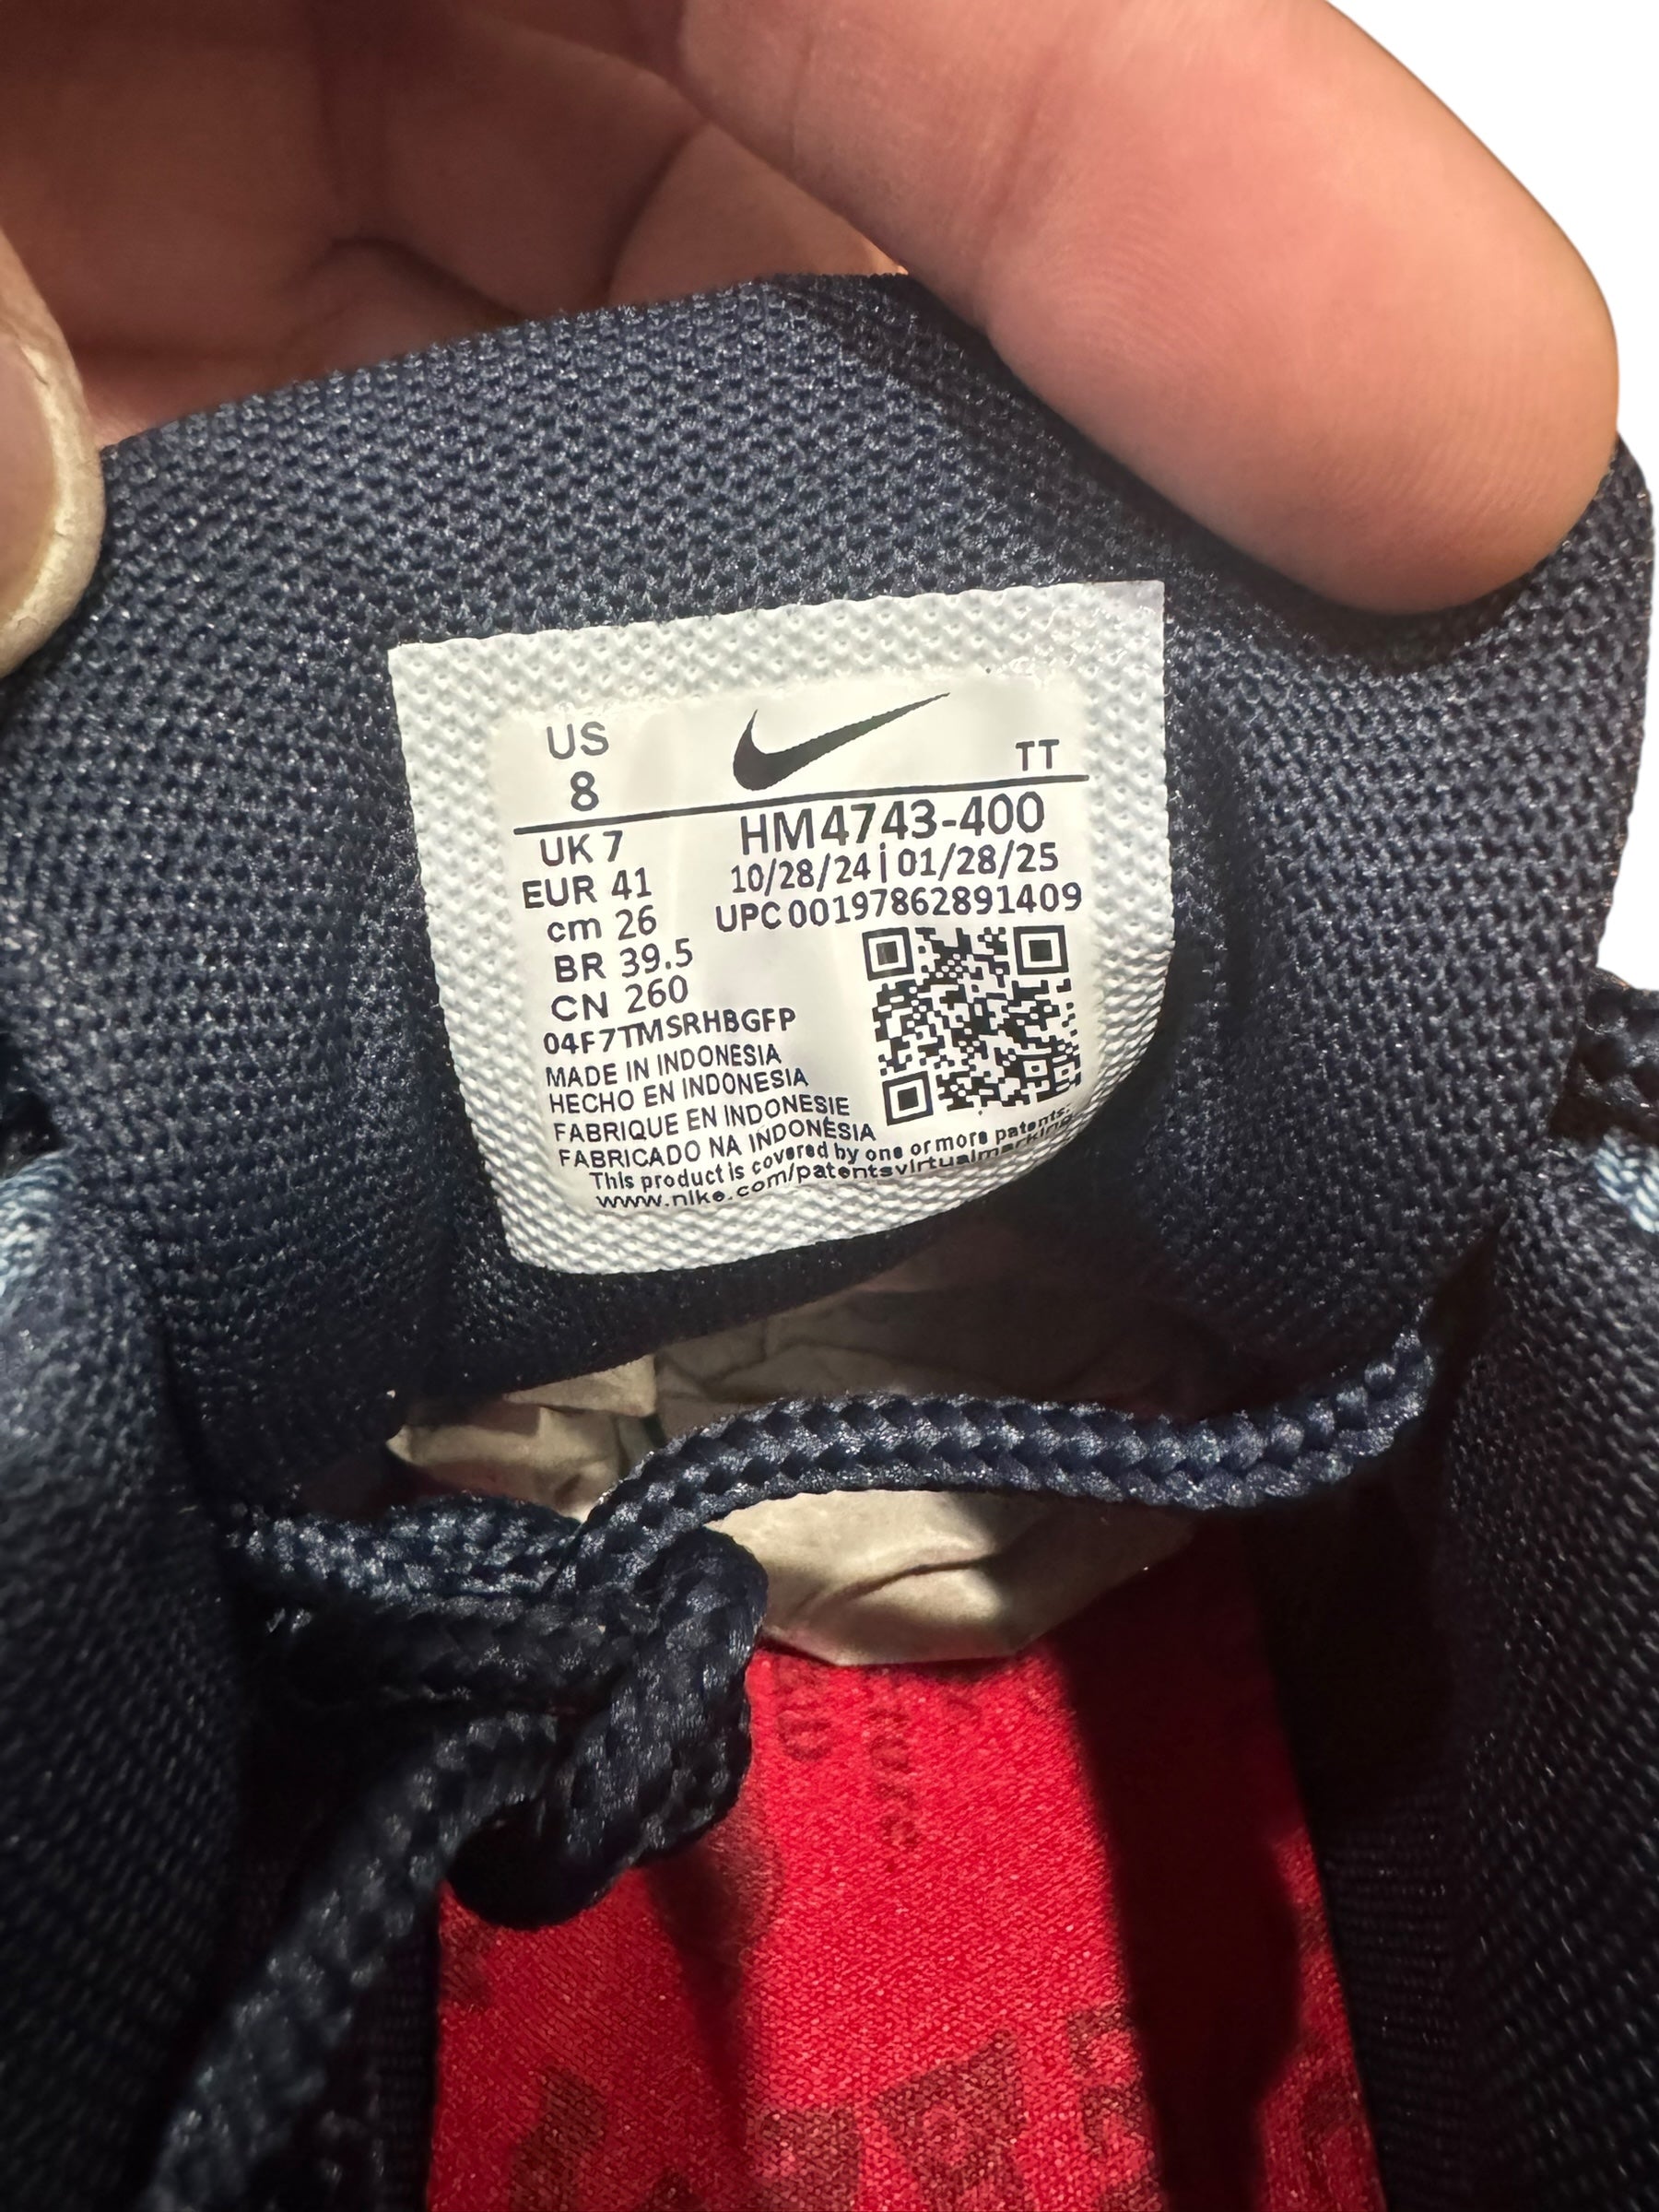 US
8
TT
UK 7
HM4743-400
EUR 41
10/28/24 | 01/28/25
cm 26
UPC 00197862891409
BR 39.5
CN 260
04F7TMSRHBGFP
MADE IN INDONESIA
HECHO EN INDONESIA
FABRIQUE EN INDONESIE
FABRICADO NA INDONÉSIA
This product is covered by one or more patents.
www.nike.com/patentsvirtualmarking